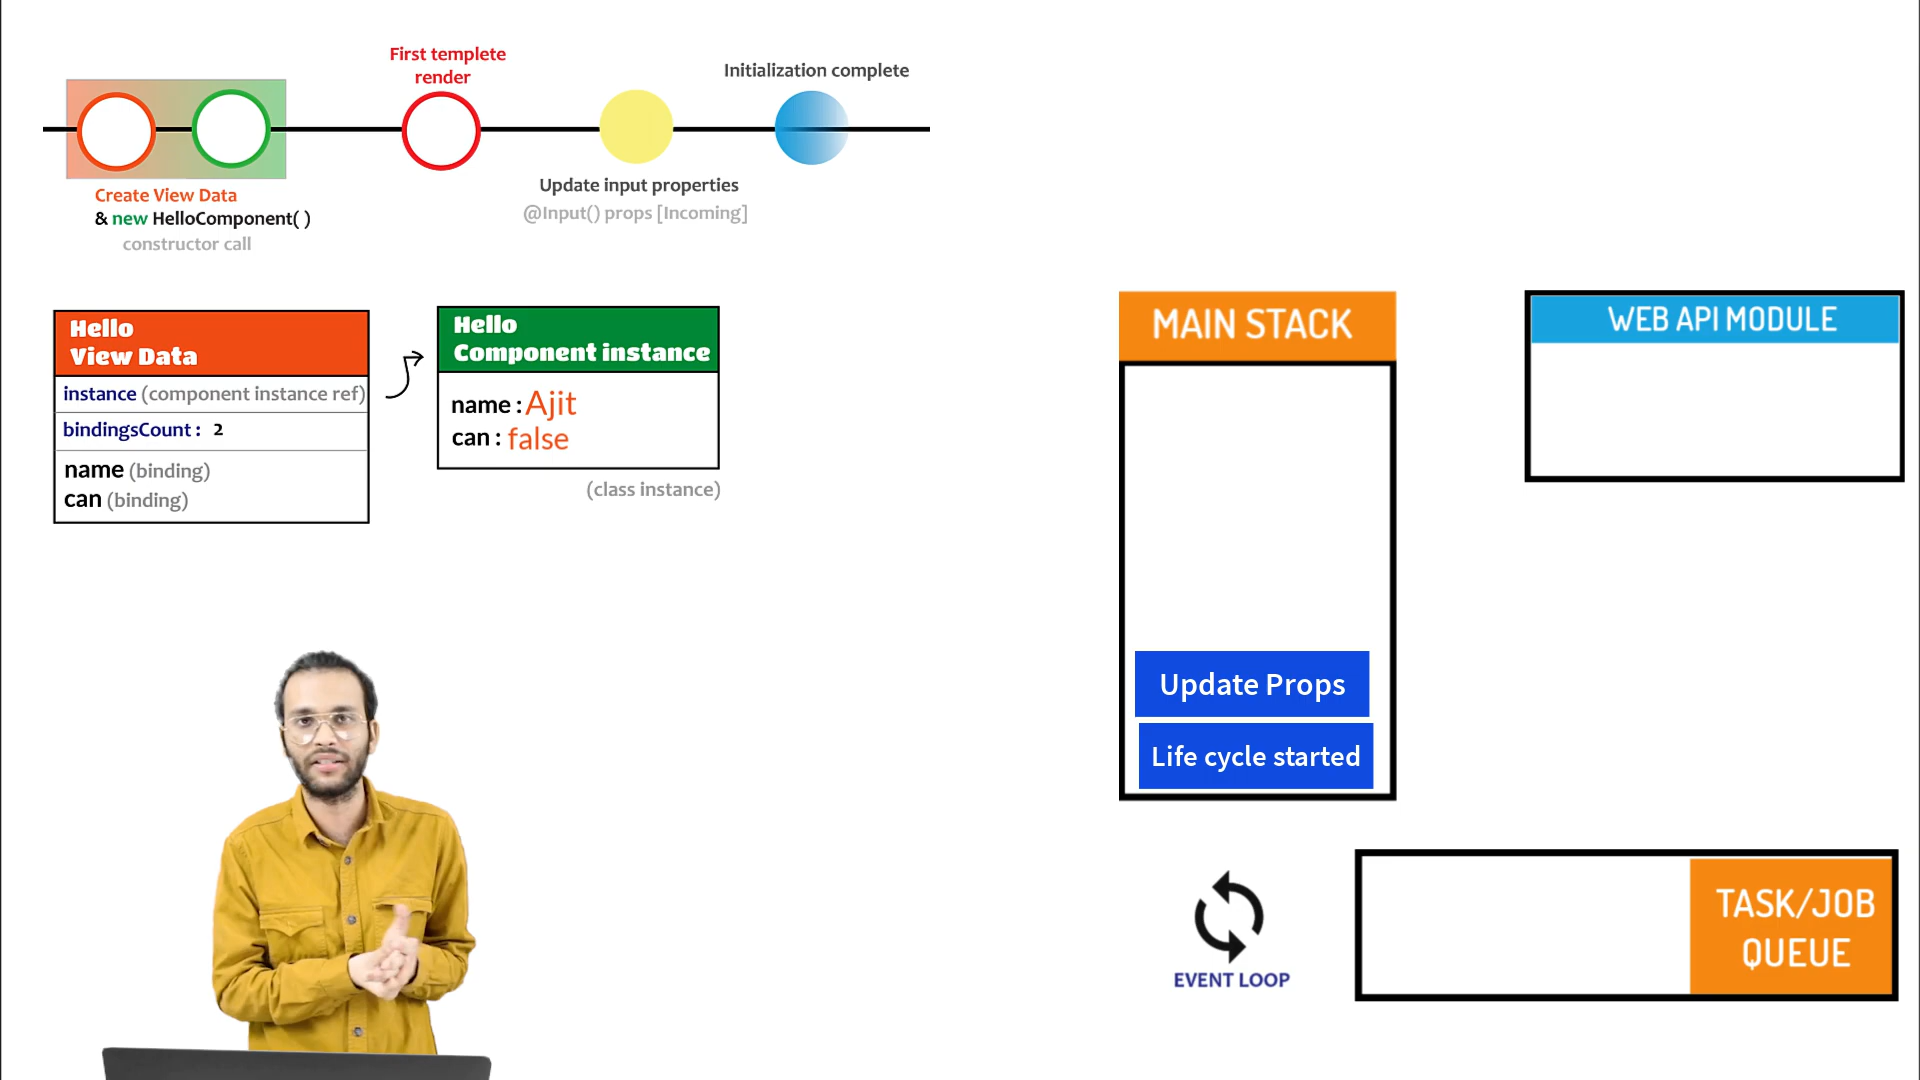 First templete
render
Initialization complete
Create View Data
& new HelloComponent( )
constructor call
Update input properties
@Input() props [Incoming]
Hello
View Data
instance (component instance ref)
bindingsCount : 2
name (binding)
can (binding)
Hello
Component instance
name : Ajit
can : false
(class instance)
MAIN STACK
Update Props
Life cycle started
WEB API MODULE
EVENT LOOP
TASK/JOB
QUEUE